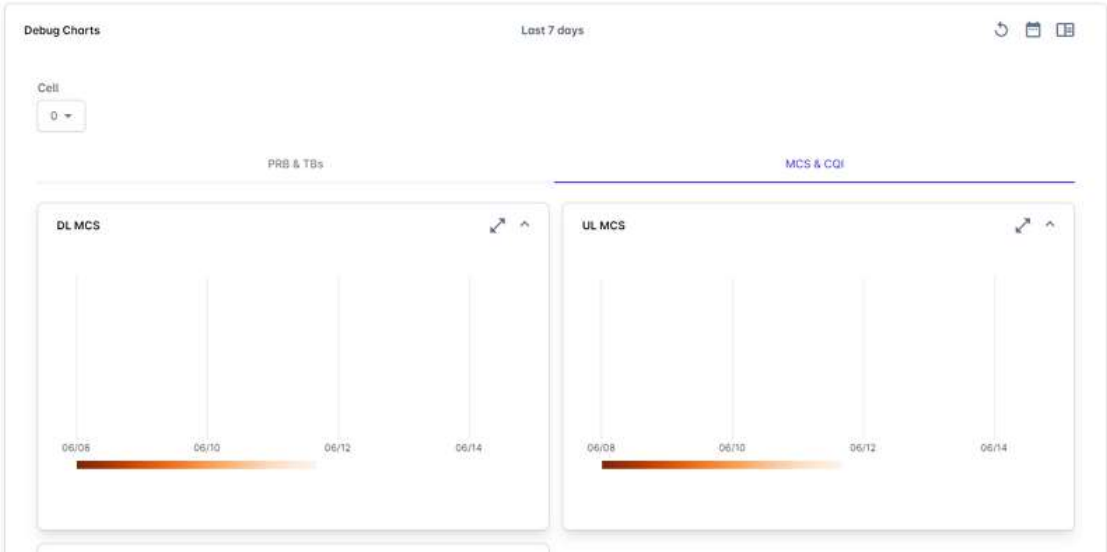 Debug Charts
Last 7 days
Cell
0
PRB & TBs
MCS & CQI
DL MCS
06/08 06/10 06/12 06/14
UL MCS
06/08 06/10 06/12 06/14